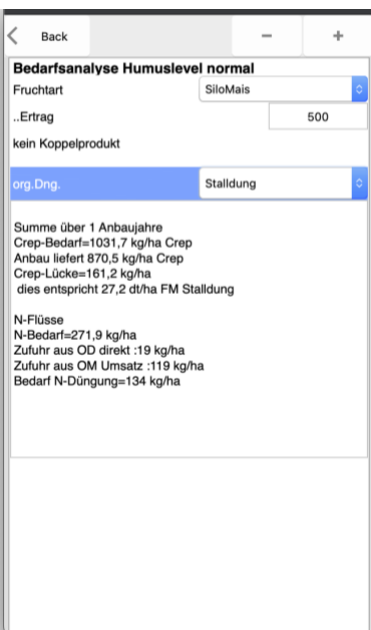 Back
−
+
Bedarfsanalyse Humuslevel normal
Fruchtart SiloMais
..Ertrag 500
kein Koppelprodukt
org.Dng. Stalldung
Summe über 1 Anbaujahre
Crep-Bedarf=1031,7 kg/ha Crep
Anbau liefert 870,5 kg/ha Crep
Crep-Lücke=161,2 kg/ha
dies entspricht 27,2 dt/ha FM Stalldung
N-Flüsse
N-Bedarf=271,9 kg/ha
Zufuhr aus OD direkt :19 kg/ha
Zufuhr aus OM Umsatz :119 kg/ha
Bedarf N-Düngung=134 kg/ha